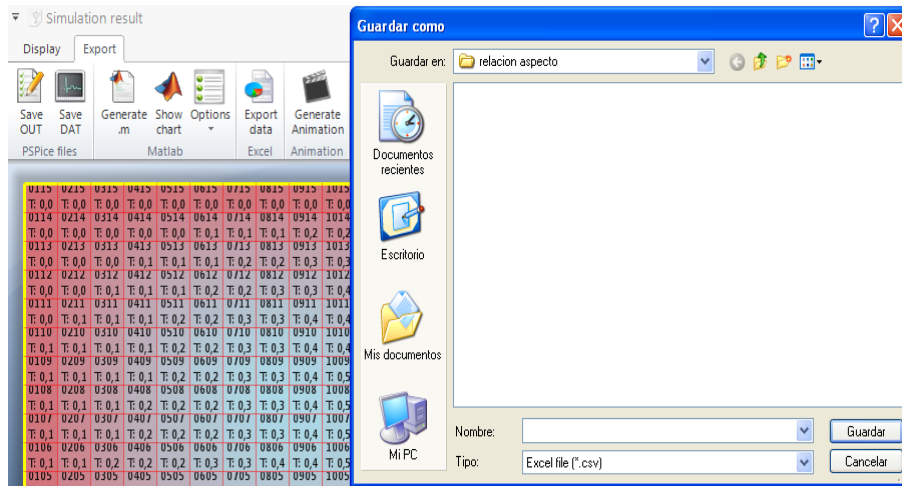 Simulation result
Display Export
Save OUT
Save DAT
Generate .m
Show chart
Options
Export data
Generate Animation
PSPice files Matlab Excel Animation
0115 0215 0315 0415 0515 0615 0715 0815 0915 1015
T: 0,0 T: 0,0 T: 0,0 T: 0,0 T: 0,0 T: 0,0 T: 0,0 T: 0,0 T: 0,0 T: 0,0
0114 0214 0314 0414 0514 0614 0714 0814 0914 1014
T: 0,0 T: 0,0 T: 0,0 T: 0,0 T: 0,0 T: 0,1 T: 0,1 T: 0,1 T: 0,2 T: 0,2
0113 0213 0313 0413 0513 0613 0713 0813 0913 1013
T: 0,0 T: 0,0 T: 0,0 T: 0,1 T: 0,1 T: 0,1 T: 0,2 T: 0,2 T: 0,3 T: 0,3
0112 0212 0312 0412 0512 0612 0712 0812 0912 1012
T: 0,0 T: 0,0 T: 0,1 T: 0,1 T: 0,1 T: 0,2 T: 0,2 T: 0,3 T: 0,3 T: 0,4
0111 0211 0311 0411 0511 0611 0711 0811 0911 1011
T: 0,0 T: 0,1 T: 0,1 T: 0,1 T: 0,2 T: 0,2 T: 0,3 T: 0,3 T: 0,4 T: 0,4
0110 0210 0310 0410 0510 0610 0710 0810 0910 1010
T: 0,1 T: 0,1 T: 0,1 T: 0,1 T: 0,2 T: 0,2 T: 0,3 T: 0,3 T: 0,4 T: 0,4
0109 0209 0309 0409 0509 0609 0709 0809 0909 1009
T: 0,1 T: 0,1 T: 0,1 T: 0,1 T: 0,2 T: 0,2 T: 0,3 T: 0,3 T: 0,4 T: 0,5
0108 0208 0308 0408 0508 0608 0708 0808 0908 1008
T: 0,1 T: 0,1 T: 0,1 T: 0,2 T: 0,2 T: 0,2 T: 0,3 T: 0,3 T: 0,4 T: 0,5
0107 0207 0307 0407 0507 0607 0707 0807 0907 1007
T: 0,1 T: 0,1 T: 0,1 T: 0,2 T: 0,2 T: 0,2 T: 0,3 T: 0,3 T: 0,4 T: 0,5
0106 0206 0306 0406 0506 0606 0706 0806 0906 1006
T: 0,1 T: 0,1 T: 0,2 T: 0,2 T: 0,2 T: 0,3 T: 0,3 T: 0,4 T: 0,4 T: 0,5
0105 0205 0305 0405 0505 0605 0705 0805 0905 1005
Guardar como
Guardar en: relacion aspecto
Documentos recientes
Escritorio
Mis documentos
Mi PC
Nombre: Guardar
Tipo: Excel file (*.csv) Cancelar